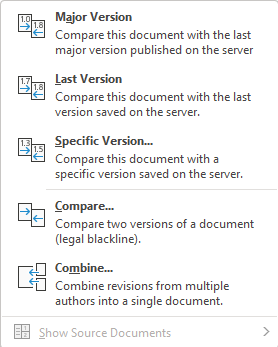 1.0 1.8 Major Version
Compare this document with the last
major version published on the server
1.7 1.8 Last Version
Compare this document with the last
version saved on the server.
1.3 1.5 Specific Version...
Compare this document with a
specific version saved on the server.
Compare...
Compare two versions of a document
(legal blackline).
Combine...
Combine revisions from multiple
authors into a single document.
Show Source Documents